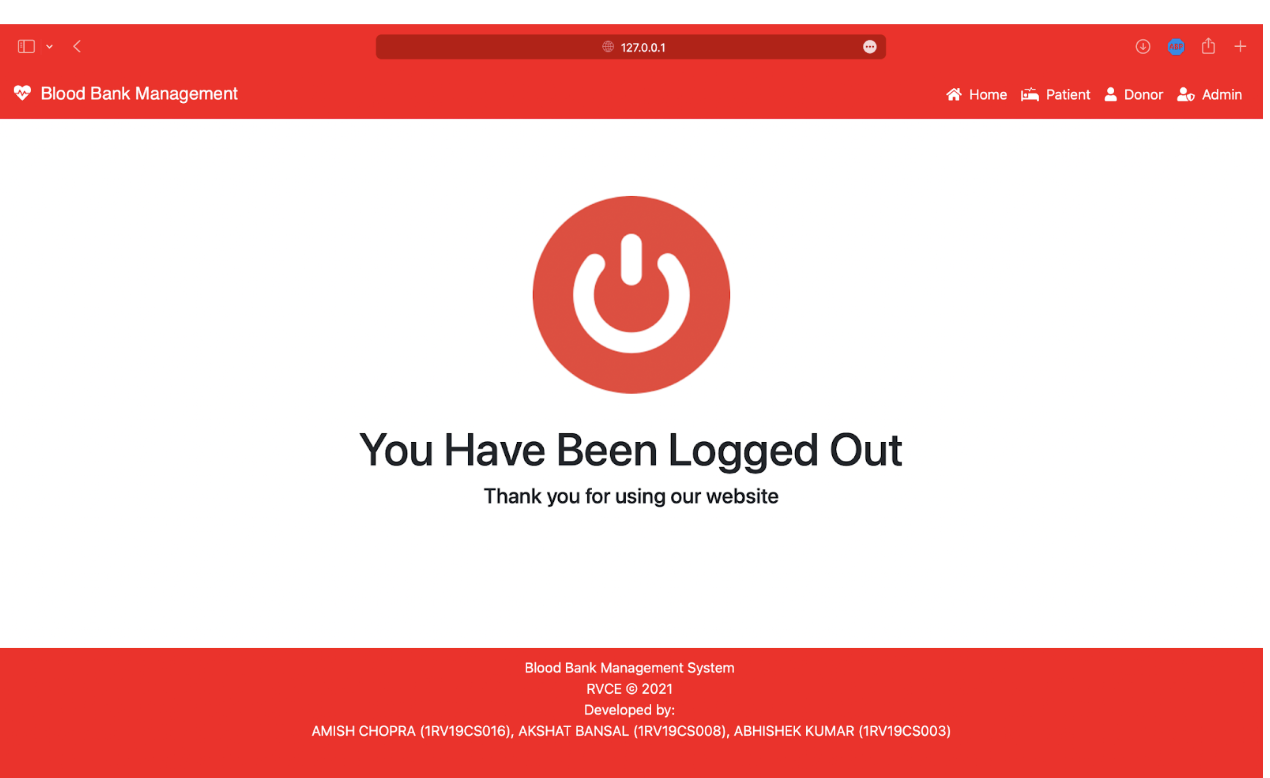 127.0.0.1
Blood Bank Management
Home Patient Donor Admin
You Have Been Logged Out
Thank you for using our website
Blood Bank Management System
RVCE © 2021
Developed by:
AMISH CHOPRA (1RV19CS016), AKSHAT BANSAL (1RV19CS008), ABHISHEK KUMAR (1RV19CS003)